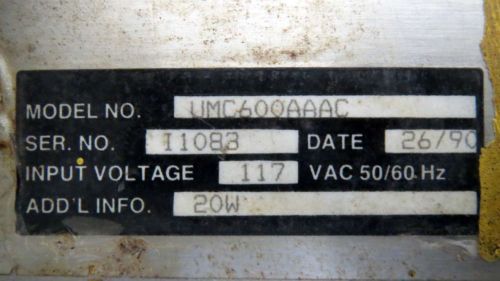 MODEL NO. UMC600AAAC
SER. NO. I1083 DATE 26/90
INPUT VOLTAGE 117 VAC 50/60 Hz
ADD'L INFO. 20W